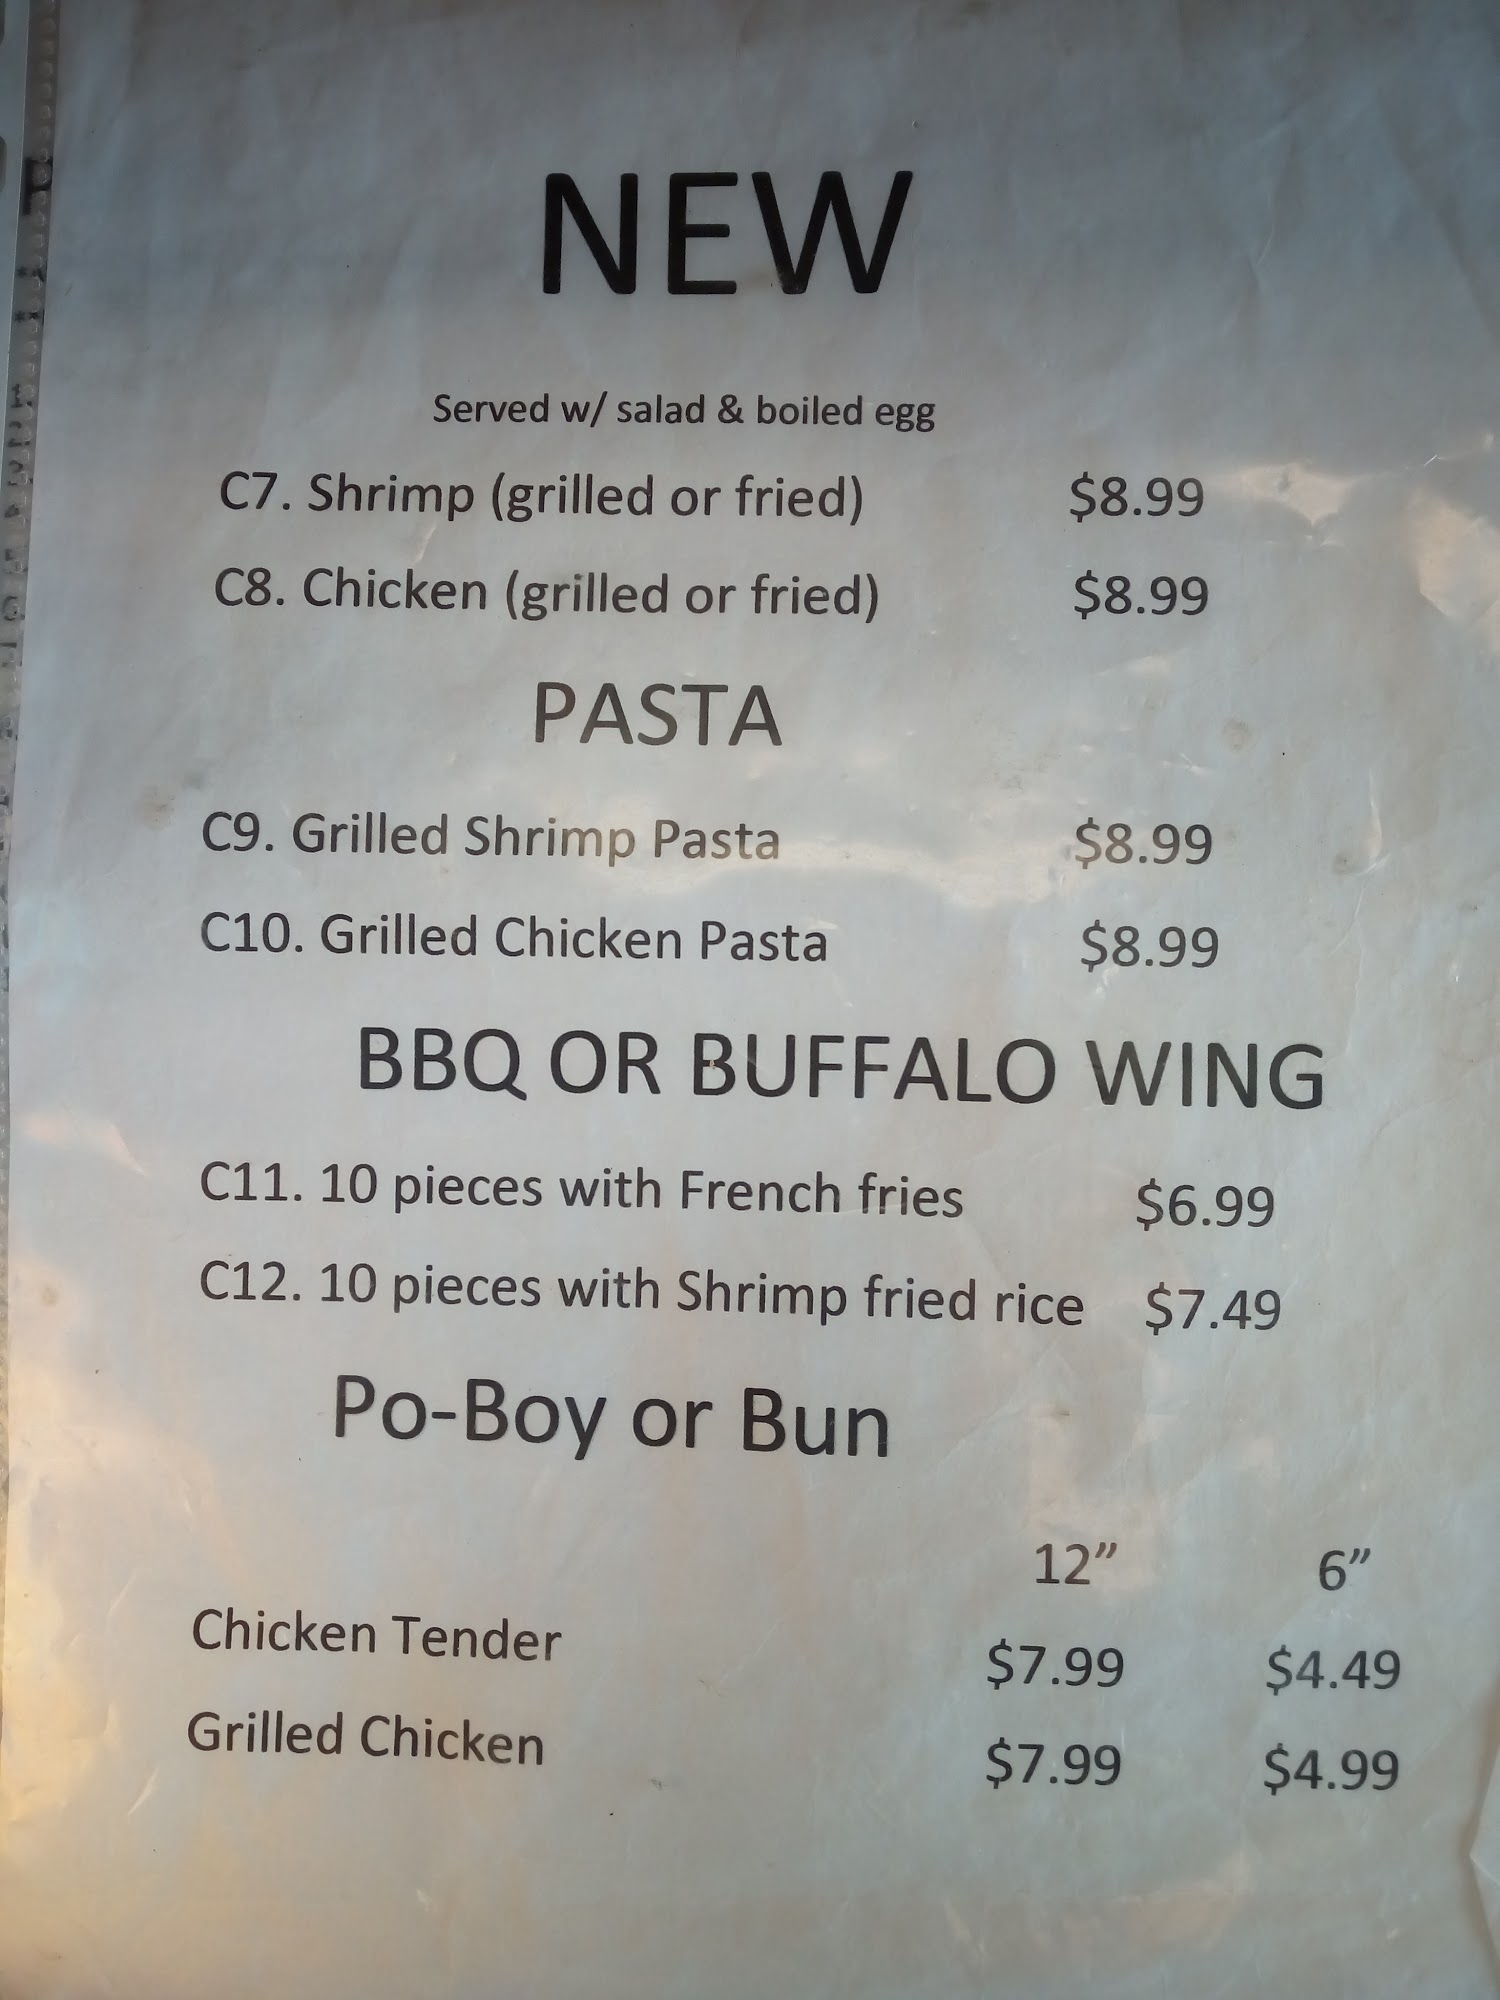 NEW
Served w/ salad & boiled egg
C7. Shrimp (grilled or fried) $8.99
C8. Chicken (grilled or fried) $8.99
PASTA
C9. Grilled Shrimp Pasta $8.99
C10. Grilled Chicken Pasta $8.99
BBQ OR BUFFALO WING
C11. 10 pieces with French fries $6.99
C12. 10 pieces with Shrimp fried rice $7.49
Po-Boy or Bun
12” 6”
Chicken Tender $7.99 $4.49
Grilled Chicken $7.99 $4.99